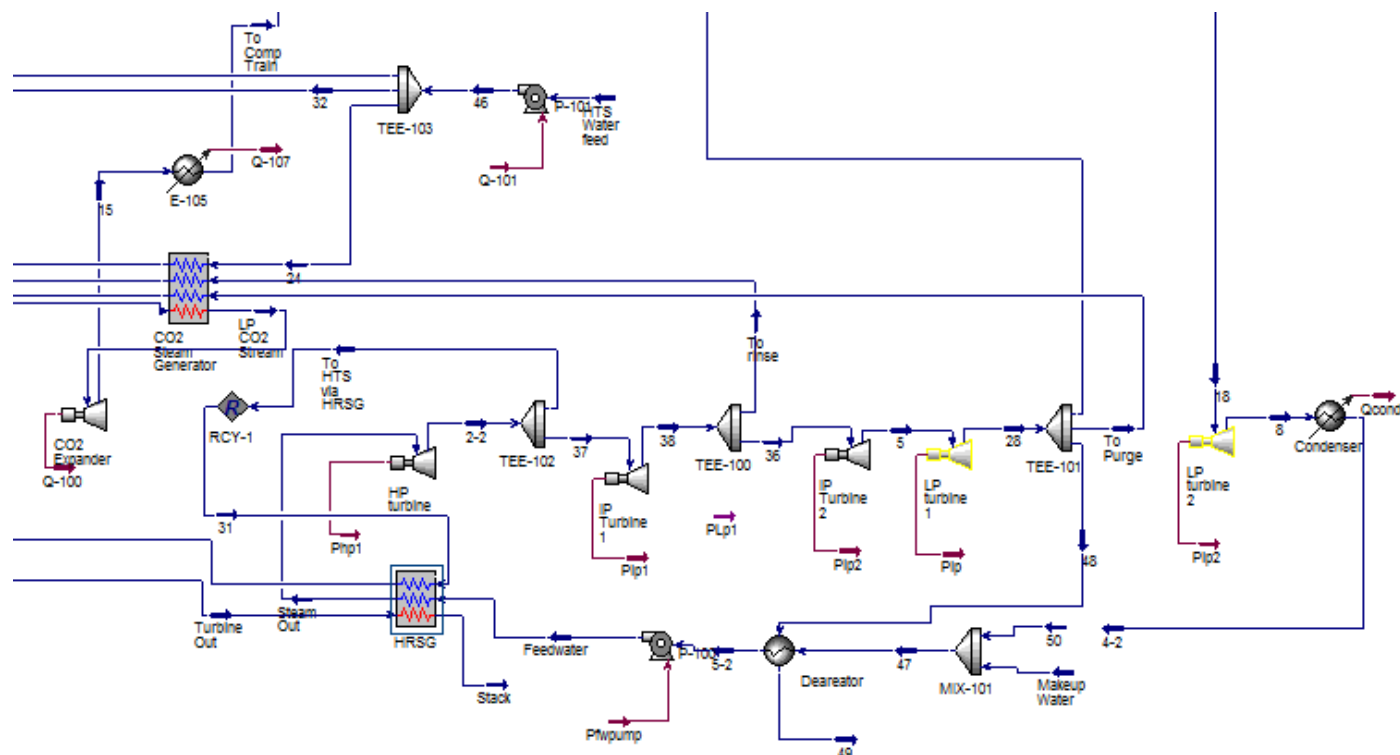 To
Comp
Train
32
TEE-103
46
P-101
HTS
Water
feed
Q-107
E-105
Q-101
15
24
CO2
Steam
Generator
LP
CO2
Stream
To
HTS
via
HRSG
To
rinse
18
Qcond
CO2
Expander
Q-100
RCY-1
2-2
TEE-102
37
38
TEE-100
36
5
28
TEE-101
To
Purge
8
Condenser
HP
turbine
IP
Turbine
1
IP
Turbine
2
LP
turbine
1
LP
turbine
2
31
Php1
PLp1
Plp1
Plp2
Plp
Plp2
48
Turbine
Out
Steam
Out
HRSG
Feedwater
P-100
5-2
Deareator
47
MIX-101
50
4-2
Makeup
Water
Stack
Pfwpump
49